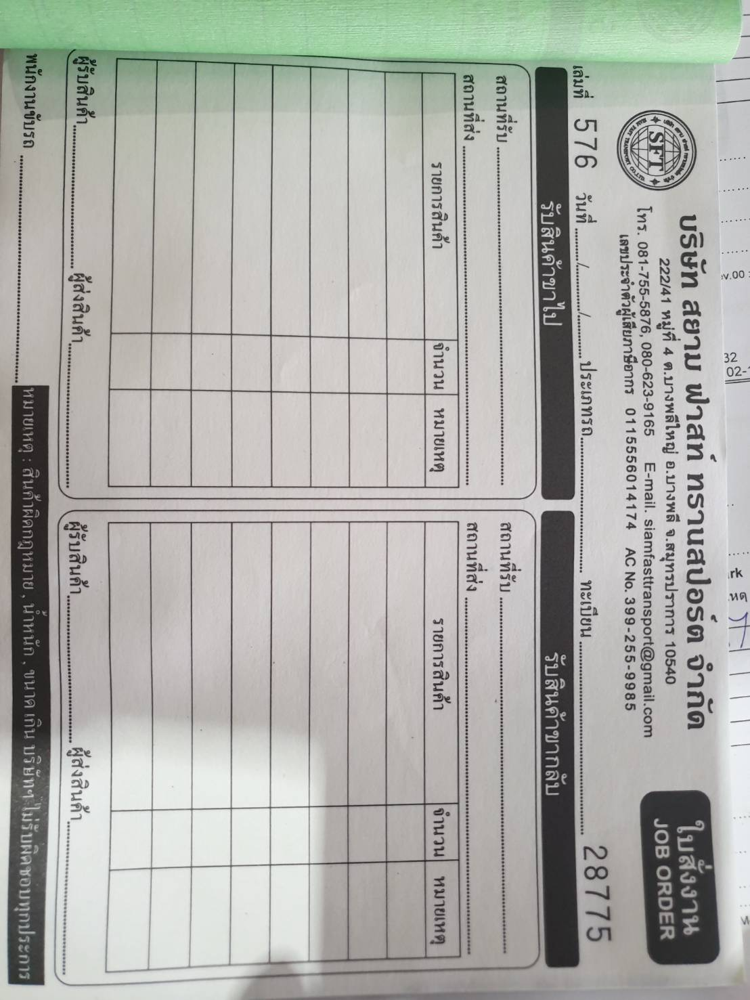 บริษัท สยาม ฟาสท์ ทรานสปอร์ต จำกัด
222/41 หมู่ที่ 4 ต.บางพลีใหญ่ อ.บางพลี จ.สมุทรปราการ 10540
โทร. 081-755-5876, 080-623-9165 E-mail. siamfasttransport@gmail.com
เลขประจำตัวผู้เสียภาษีอากร 0115556014174 AC No. 399-255-9985
SFT
SIAM FAST TRANSPORT CO.,LTD.
ใบสั่งงาน
JOB ORDER
เล่มที่ 576 วันที่ ........../........../.......... ประเภทรถ.................... ทะเบียน .................... 28775
รับสินค้าขาไป
สถานที่รับ ....................
สถานที่ส่ง ....................
รายการสินค้า จำนวน หมายเหตุ
ผู้รับสินค้า.................... ผู้ส่งสินค้า....................
รับสินค้าขากลับ
สถานที่รับ ....................
สถานที่ส่ง ....................
รายการสินค้า จำนวน หมายเหตุ
ผู้รับสินค้า.................... ผู้ส่งสินค้า....................
พนักงานขับรถ ....................
หมายเหตุ : สินค้าผิดกฎหมาย , น้ำหนัก , ขนาด เกิน บริษัทฯ ไม่รับผิดชอบทุกประการ